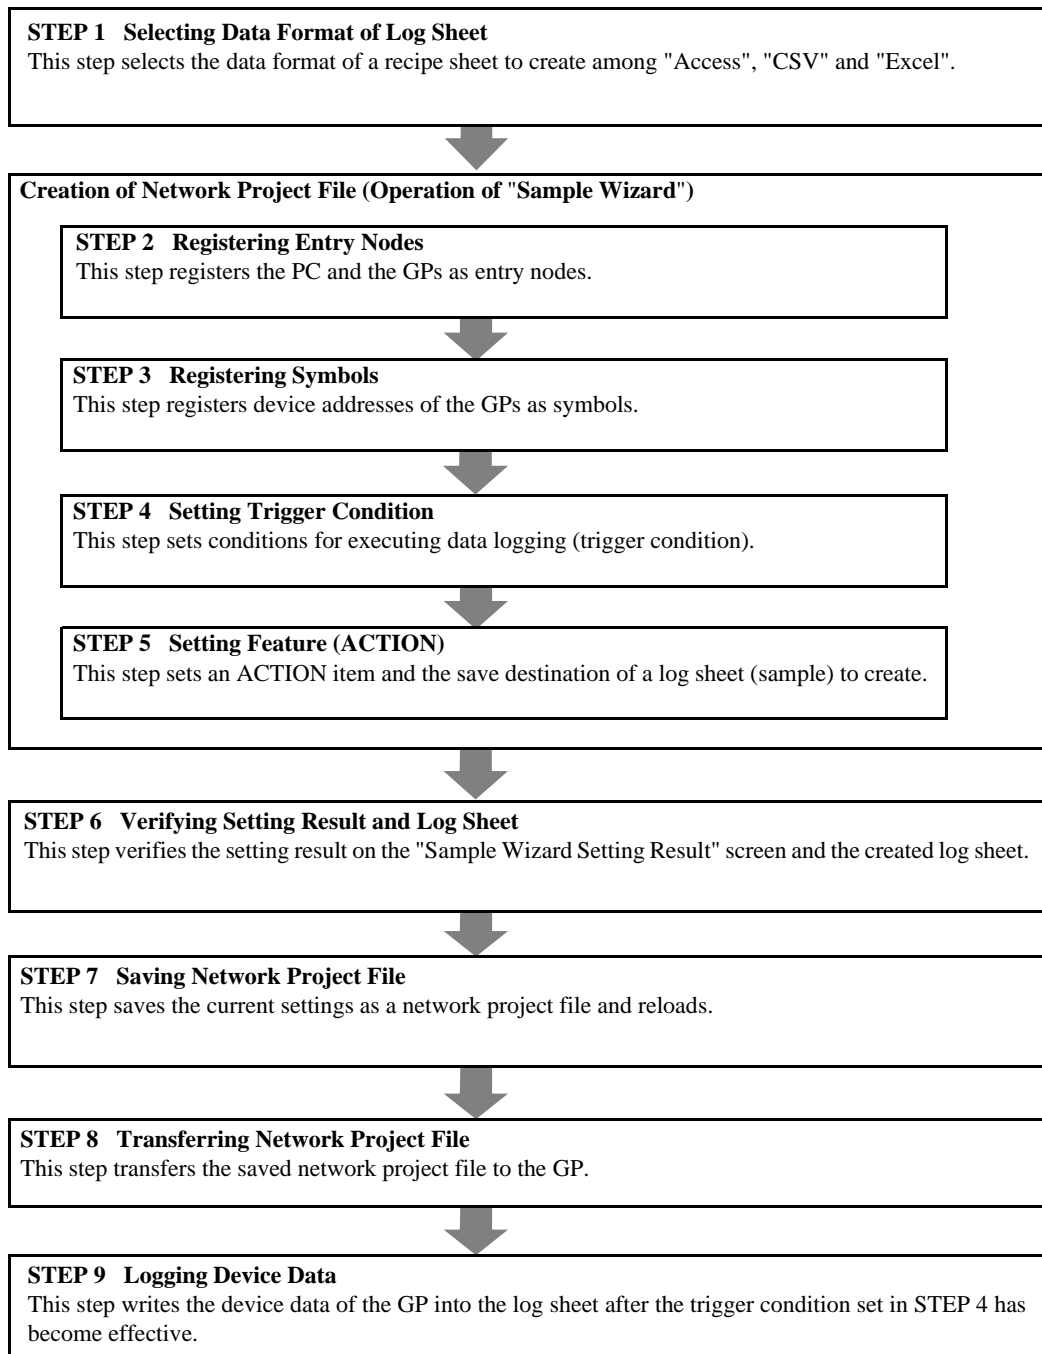 STEP 1 Selecting Data Format of Log Sheet
This step selects the data format of a recipe sheet to create among "Access", "CSV" and "Excel".
Creation of Network Project File (Operation of "Sample Wizard")
STEP 2 Registering Entry Nodes
This step registers the PC and the GPs as entry nodes.
STEP 3 Registering Symbols
This step registers device addresses of the GPs as symbols.
STEP 4 Setting Trigger Condition
This step sets conditions for executing data logging (trigger condition).
STEP 5 Setting Feature (ACTION)
This step sets an ACTION item and the save destination of a log sheet (sample) to create.
STEP 6 Verifying Setting Result and Log Sheet
This step verifies the setting result on the "Sample Wizard Setting Result" screen and the created log sheet.
STEP 7 Saving Network Project File
This step saves the current settings as a network project file and reloads.
STEP 8 Transferring Network Project File
This step transfers the saved network project file to the GP.
STEP 9 Logging Device Data
This step writes the device data of the GP into the log sheet after the trigger condition set in STEP 4 has
become effective.